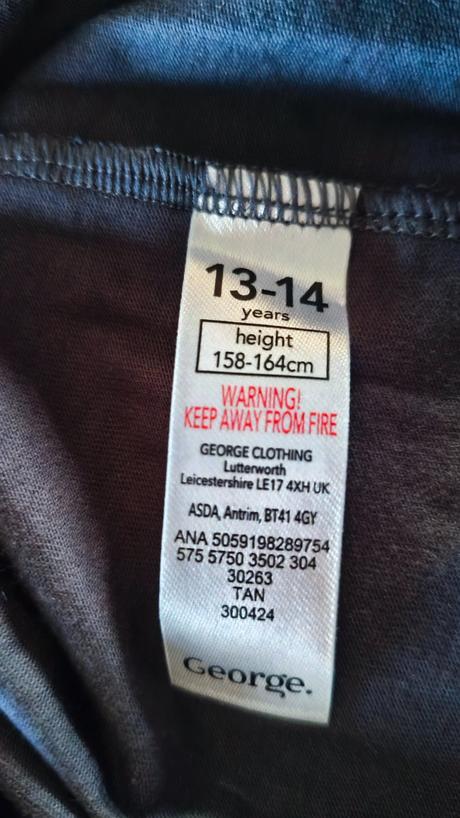 13-14
years
height
158-164cm
WARNING!
KEEP AWAY FROM FIRE
GEORGE CLOTHING
Lutterworth
Leicestershire LE17 4XH UK
ASDA, Antrim, BT41 4GY
ANA 5059198289754
575 5750 3502 304
30263
TAN
300424
George.